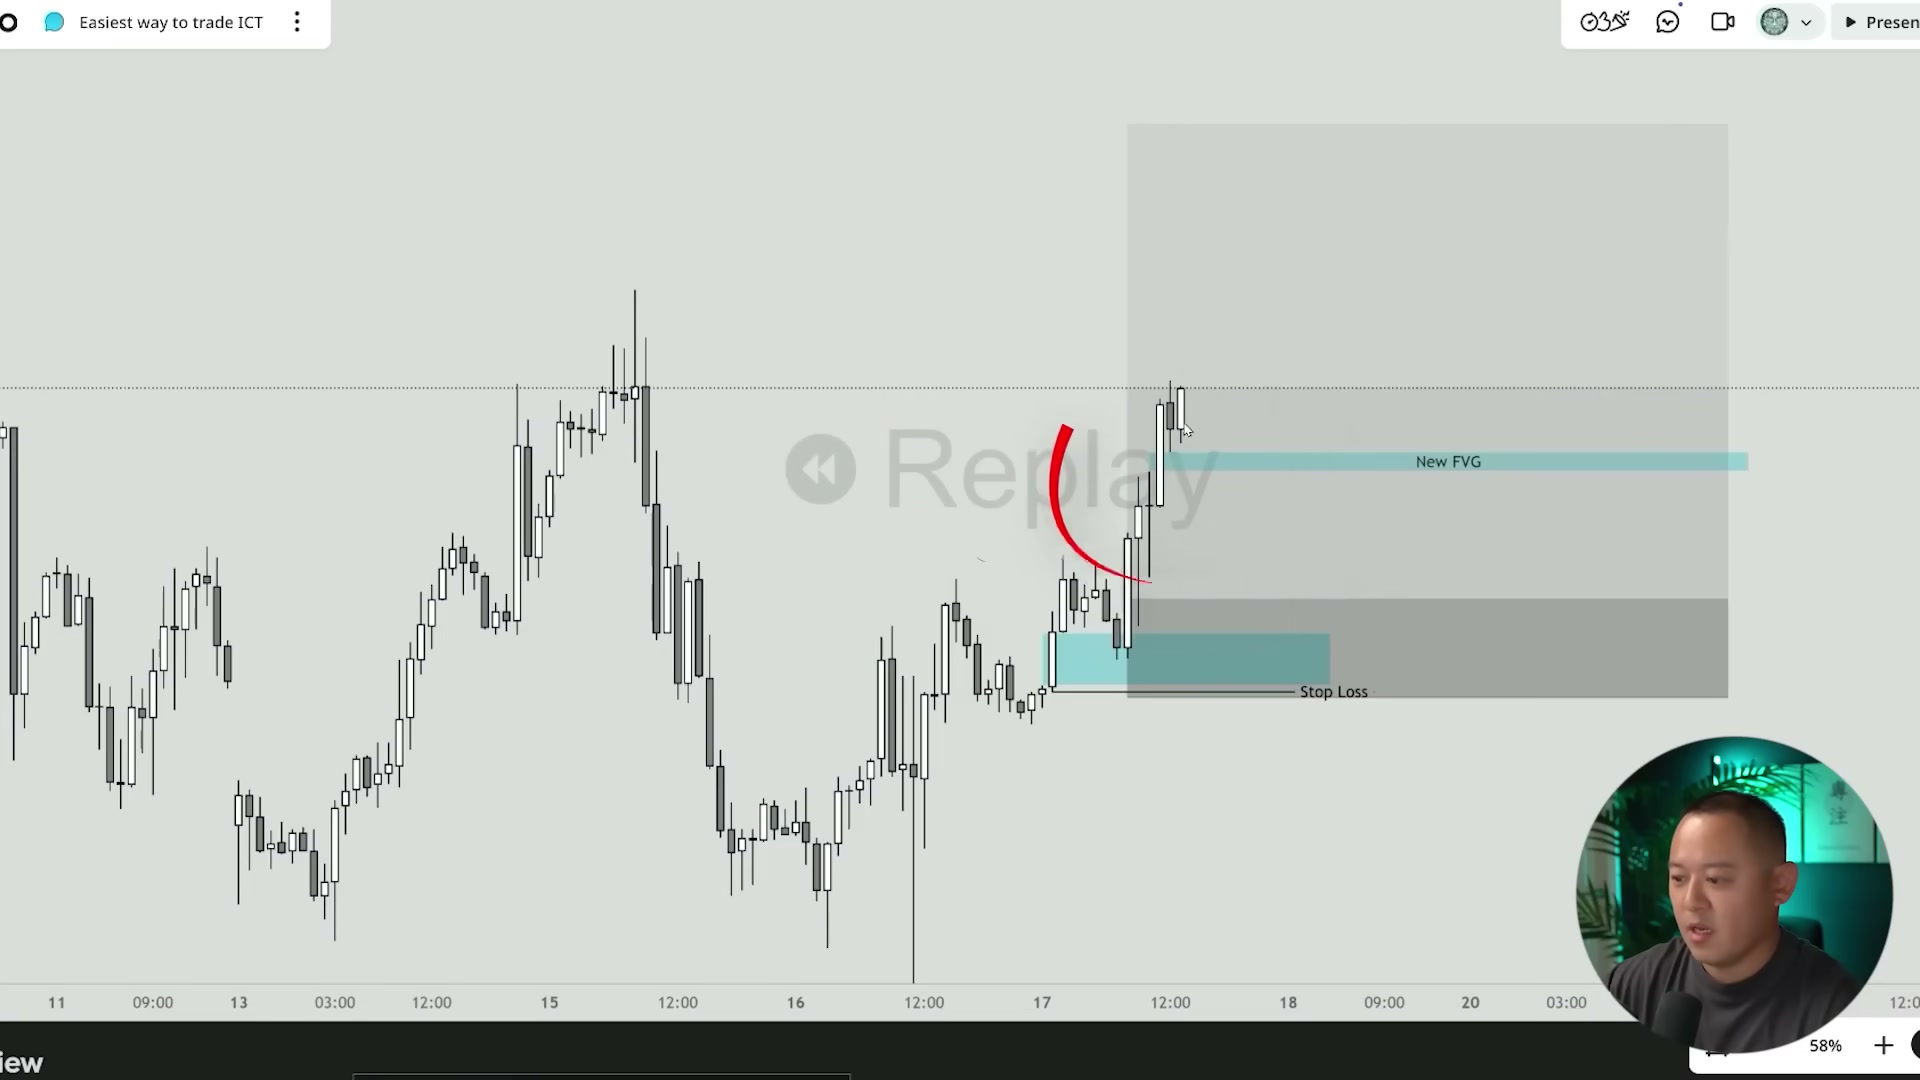 Easiest way to trade ICT
Presen
Replay
New FVG
Stop Loss
11 09:00 13 03:00 12:00 15 12:00 16 12:00 17 12:00 18 09:00 20 03:00 12:0
iew
58%